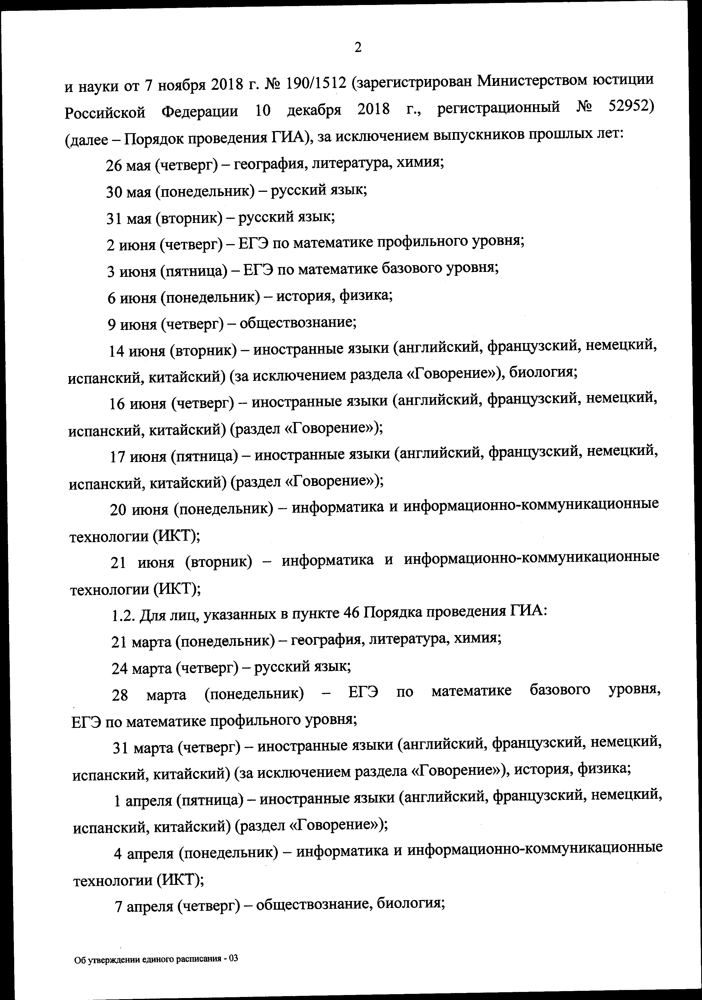 2
и науки от 7 ноября 2018 г. № 190/1512 (зарегистрирован Министерством юстиции
Российской Федерации 10 декабря 2018 г., регистрационный № 52952)
(далее – Порядок проведения ГИА), за исключением выпускников прошлых лет:
26 мая (четверг) – география, литература, химия;
30 мая (понедельник) – русский язык;
31 мая (вторник) – русский язык;
2 июня (четверг) – ЕГЭ по математике профильного уровня;
3 июня (пятница) – ЕГЭ по математике базового уровня;
6 июня (понедельник) – история, физика;
9 июня (четверг) – обществознание;
14 июня (вторник) – иностранные языки (английский, французский, немецкий,
испанский, китайский) (за исключением раздела «Говорение»), биология;
16 июня (четверг) – иностранные языки (английский, французский, немецкий,
испанский, китайский) (раздел «Говорение»);
17 июня (пятница) – иностранные языки (английский, французский, немецкий,
испанский, китайский) (раздел «Говорение»);
20 июня (понедельник) – информатика и информационно-коммуникационные
технологии (ИКТ);
21 июня (вторник) – информатика и информационно-коммуникационные
технологии (ИКТ);
1.2. Для лиц, указанных в пункте 46 Порядка проведения ГИА:
21 марта (понедельник) – география, литература, химия;
24 марта (четверг) – русский язык;
28 марта (понедельник) – ЕГЭ по математике базового уровня,
ЕГЭ по математике профильного уровня;
31 марта (четверг) – иностранные языки (английский, французский, немецкий,
испанский, китайский) (за исключением раздела «Говорение»), история, физика;
1 апреля (пятница) – иностранные языки (английский, французский, немецкий,
испанский, китайский) (раздел «Говорение»);
4 апреля (понедельник) – информатика и информационно-коммуникационные
технологии (ИКТ);
7 апреля (четверг) – обществознание, биология;
Об утверждении единого расписания - 03